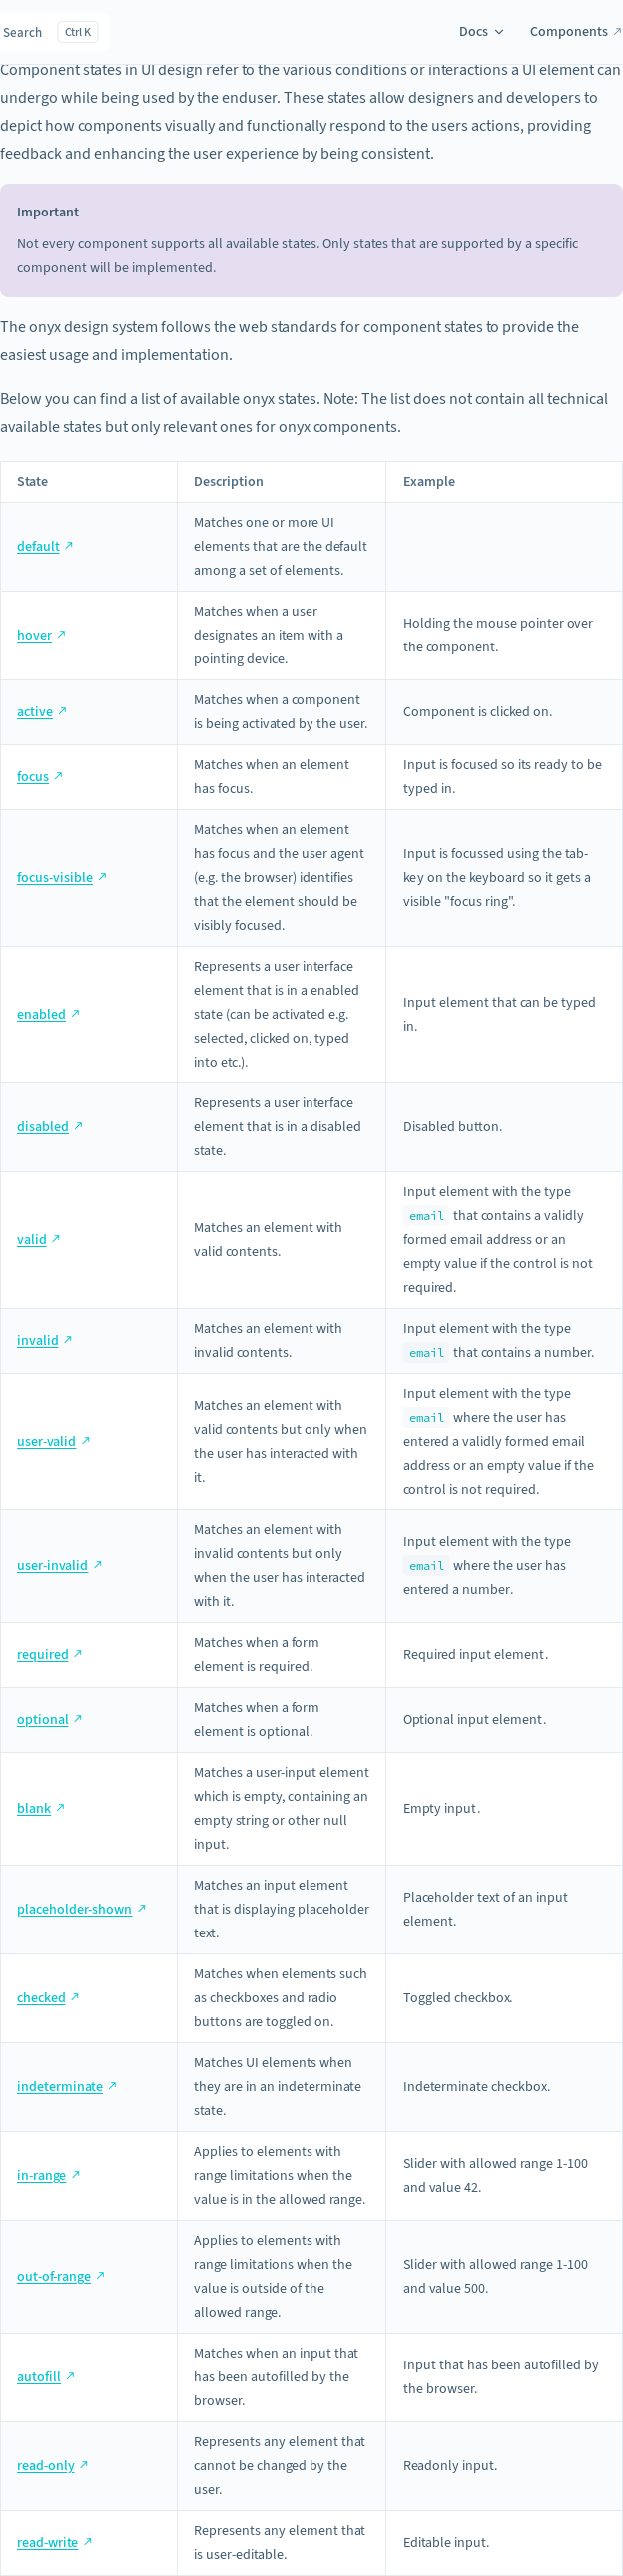 Search Ctrl K Docs Components ↗
Component states in UI design refer to the various conditions or interactions a UI element can
undergo while being used by the enduser. These states allow designers and developers to
depict how components visually and functionally respond to the users actions, providing
feedback and enhancing the user experience by being consistent.
Important
Not every component supports all available states. Only states that are supported by a specific
component will be implemented.
The onyx design system follows the web standards for component states to provide the
easiest usage and implementation.
Below you can find a list of available onyx states. Note: The list does not contain all technical
available states but only relevant ones for onyx components.
State Description Example
default ↗
Matches one or more UI
elements that are the default
among a set of elements.
hover ↗
Matches when a user
designates an item with a
pointing device.
Holding the mouse pointer over
the component.
active ↗
Matches when a component
is being activated by the user.
Component is clicked on.
focus ↗
Matches when an element
has focus.
Input is focused so its ready to be
typed in.
focus-visible ↗
Matches when an element
has focus and the user agent
(e.g. the browser) identifies
that the element should be
visibly focused.
Input is focussed using the tab-
key on the keyboard so it gets a
visible "focus ring".
enabled ↗
Represents a user interface
element that is in a enabled
state (can be activated e.g.
selected, clicked on, typed
into etc.).
Input element that can be typed
in.
disabled ↗
Represents a user interface
element that is in a disabled
state.
Disabled button.
valid ↗
Matches an element with
valid contents.
Input element with the type
email that contains a validly
formed email address or an
empty value if the control is not
required.
invalid ↗
Matches an element with
invalid contents.
Input element with the type
email that contains a number.
user-valid ↗
Matches an element with
valid contents but only when
the user has interacted with
it.
Input element with the type
email where the user has
entered a validly formed email
address or an empty value if the
control is not required.
user-invalid ↗
Matches an element with
invalid contents but only
when the user has interacted
with it.
Input element with the type
email where the user has
entered a number.
required ↗
Matches when a form
element is required.
Required input element.
optional ↗
Matches when a form
element is optional.
Optional input element.
blank ↗
Matches a user-input element
which is empty, containing an
empty string or other null
input.
Empty input.
placeholder-shown ↗
Matches an input element
that is displaying placeholder
text.
Placeholder text of an input
element.
checked ↗
Matches when elements such
as checkboxes and radio
buttons are toggled on.
Toggled checkbox.
indeterminate ↗
Matches UI elements when
they are in an indeterminate
state.
Indeterminate checkbox.
in-range ↗
Applies to elements with
range limitations when the
value is in the allowed range.
Slider with allowed range 1-100
and value 42.
out-of-range ↗
Applies to elements with
range limitations when the
value is outside of the
allowed range.
Slider with allowed range 1-100
and value 500.
autofill ↗
Matches when an input that
has been autofilled by the
browser.
Input that has been autofilled by
the browser.
read-only ↗
Represents any element that
cannot be changed by the
user.
Readonly input.
read-write ↗
Represents any element that
is user-editable.
Editable input.